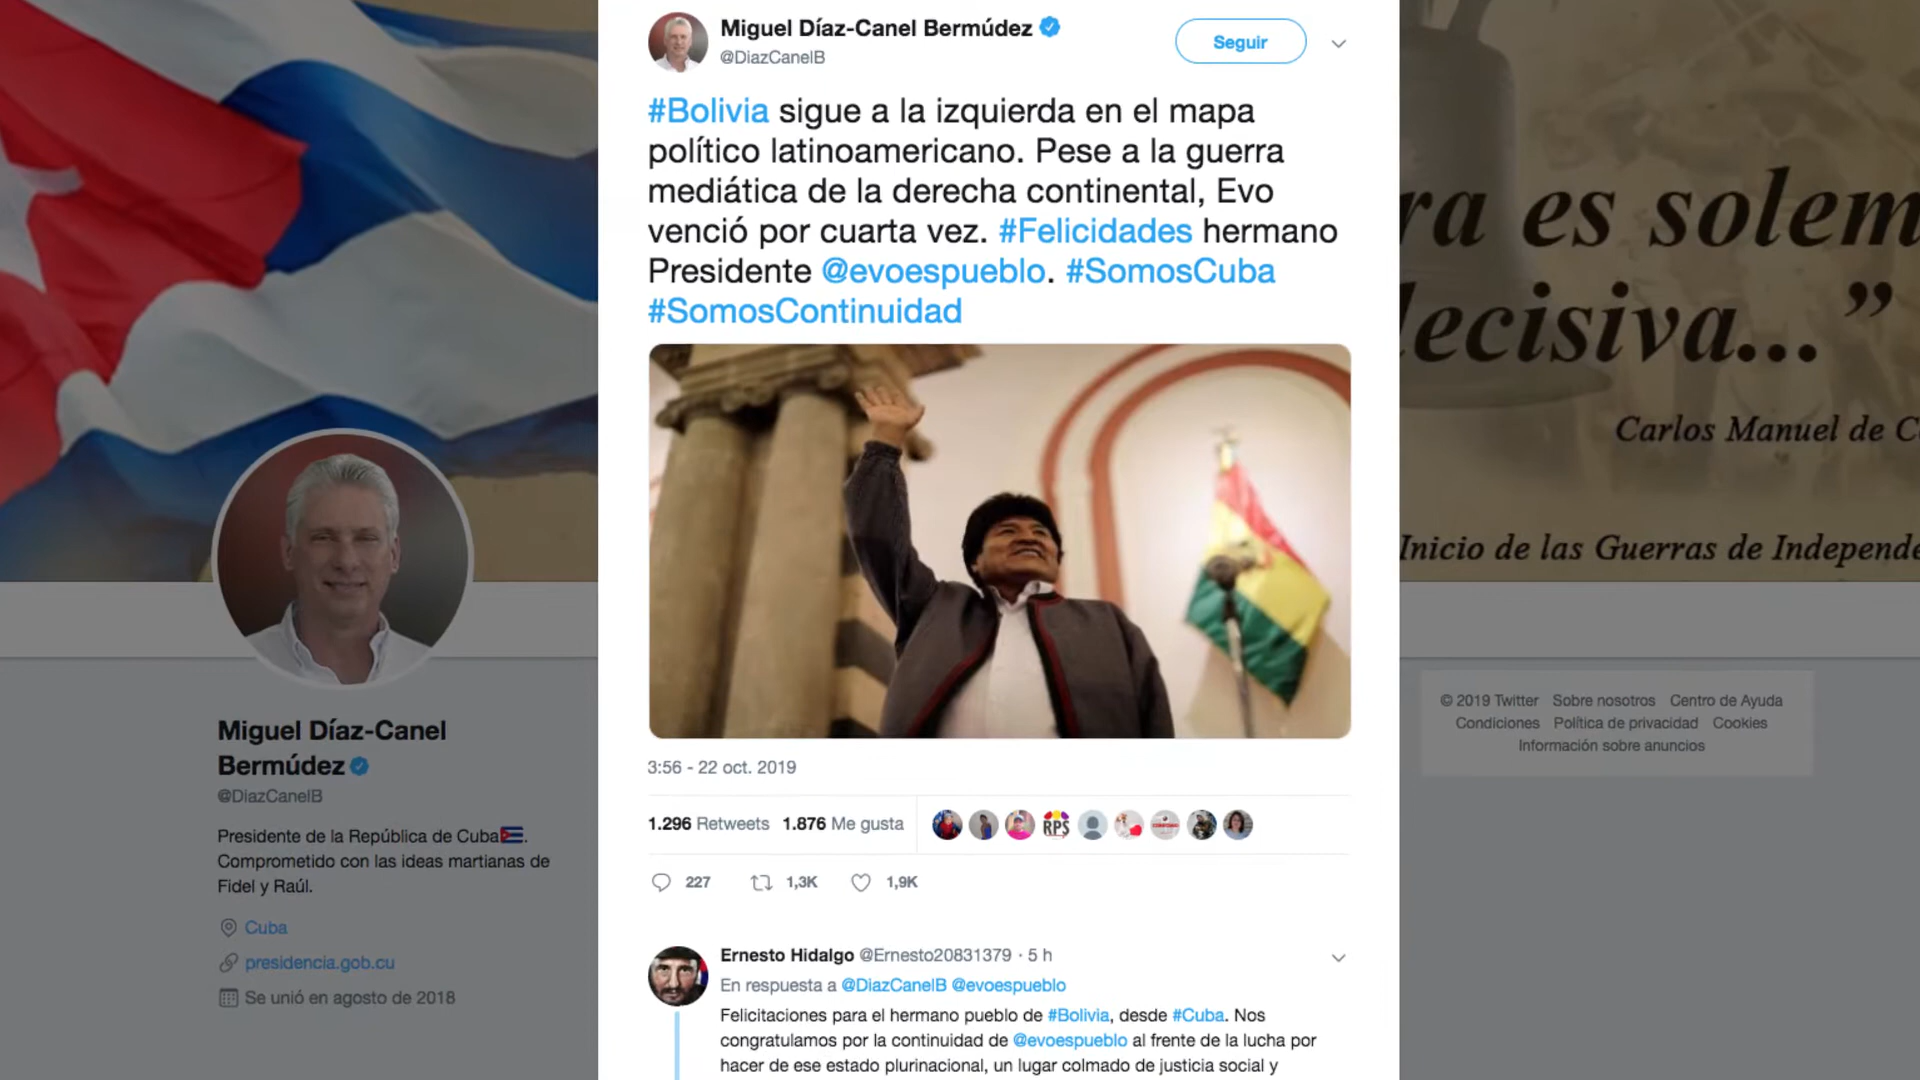 Miguel Díaz-Canel Bermúdez
@DiazCanelB
Seguir
#Bolivia sigue a la izquierda en el mapa
político latinoamericano. Pese a la guerra
mediática de la derecha continental, Evo
venció por cuarta vez. #Felicidades hermano
Presidente @evoespueblo. #SomosCuba
#SomosContinuidad
3:56 - 22 oct. 2019
1.296 Retweets 1.876 Me gusta
RPS
227 1,3K 1,9K
Ernesto Hidalgo @Ernesto20831379 · 5 h
En respuesta a @DiazCanelB @evoespueblo
Felicitaciones para el hermano pueblo de #Bolivia, desde #Cuba. Nos
congratulamos por la continuidad de @evoespueblo al frente de la lucha por
hacer de ese estado plurinacional, un lugar colmado de justicia social y
Miguel Díaz-Canel
Bermúdez
@DiazCanelB
Presidente de la República de Cuba🇨🇺.
Comprometido con las ideas martianas de
Fidel y Raúl.
Cuba
presidencia.gob.cu
Se unió en agosto de 2018
ra es solem
decisiva...”
Carlos Manuel de C
Inicio de las Guerras de Independe
© 2019 Twitter Sobre nosotros Centro de Ayuda
Condiciones Política de privacidad Cookies
Información sobre anuncios